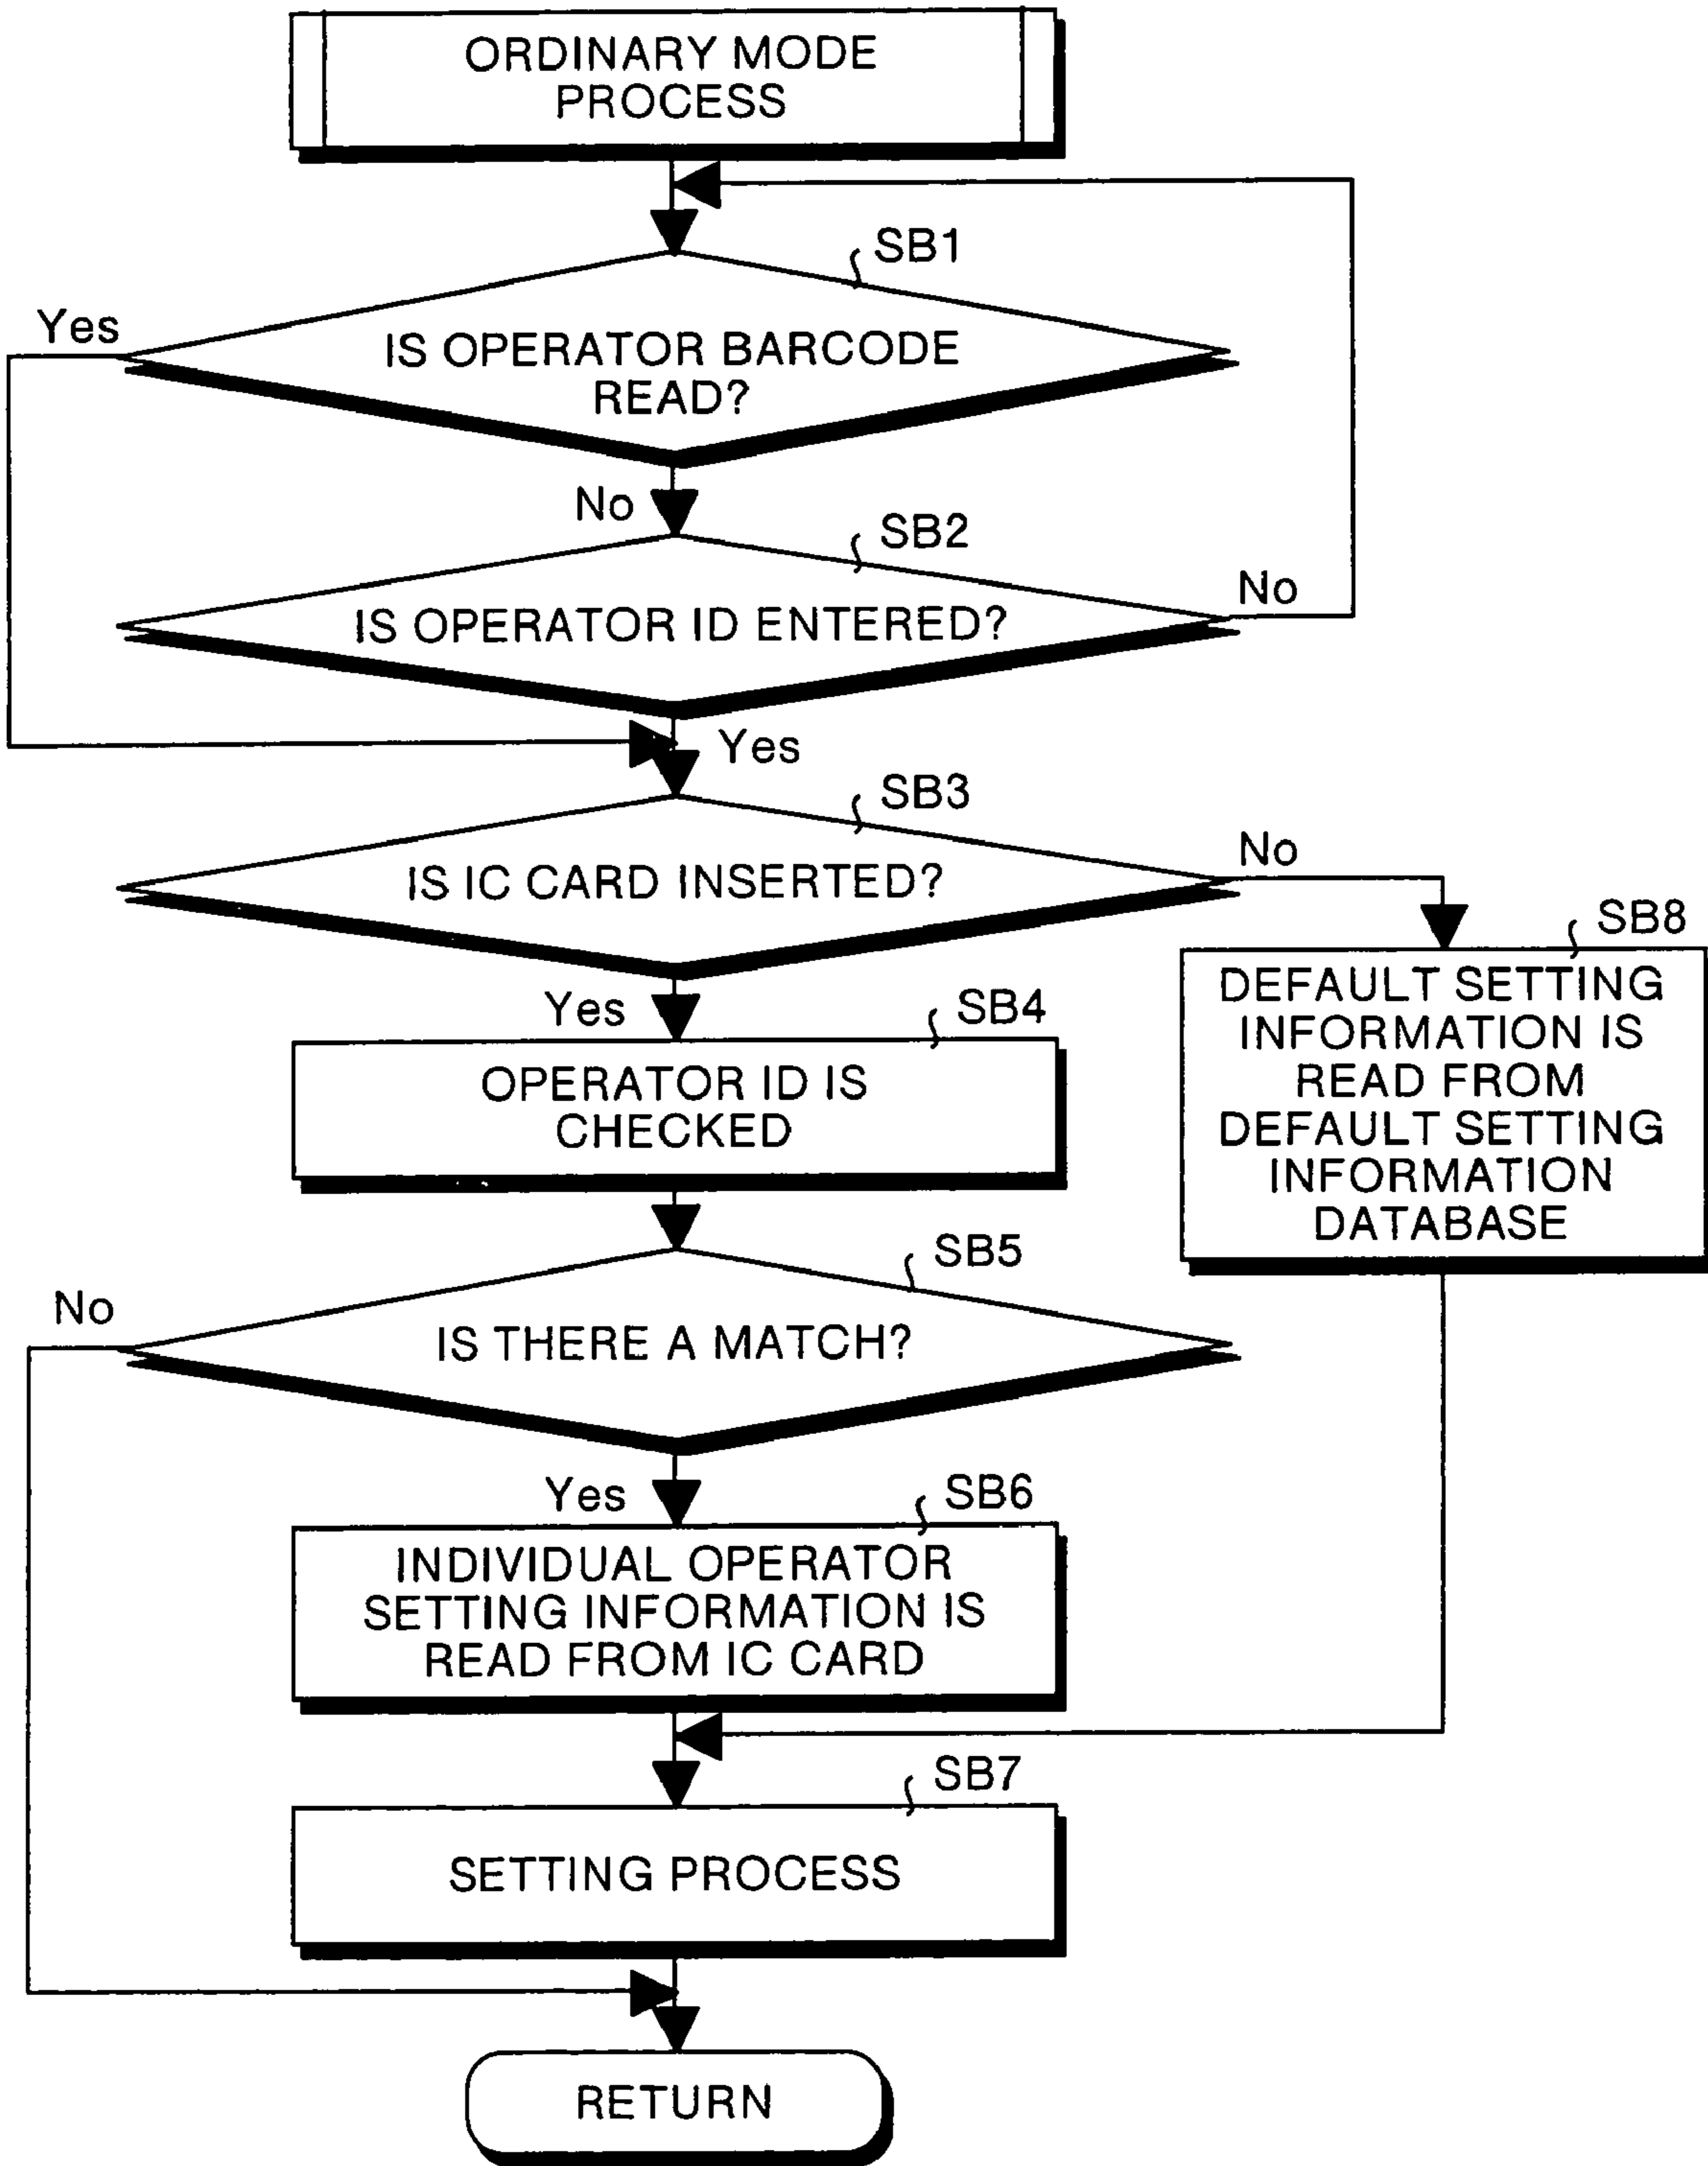 ORDINARY MODE
PROCESS
SB1
Yes
IS OPERATOR BARCODE
READ?
No
SB2
No
IS OPERATOR ID ENTERED?
Yes
SB3
No
IS IC CARD INSERTED?
SB8
DEFAULT SETTING
INFORMATION IS
READ FROM
DEFAULT SETTING
INFORMATION
DATABASE
Yes
SB4
OPERATOR ID IS
CHECKED
SB5
No
IS THERE A MATCH?
Yes
SB6
INDIVIDUAL OPERATOR
SETTING INFORMATION IS
READ FROM IC CARD
SB7
SETTING PROCESS
RETURN